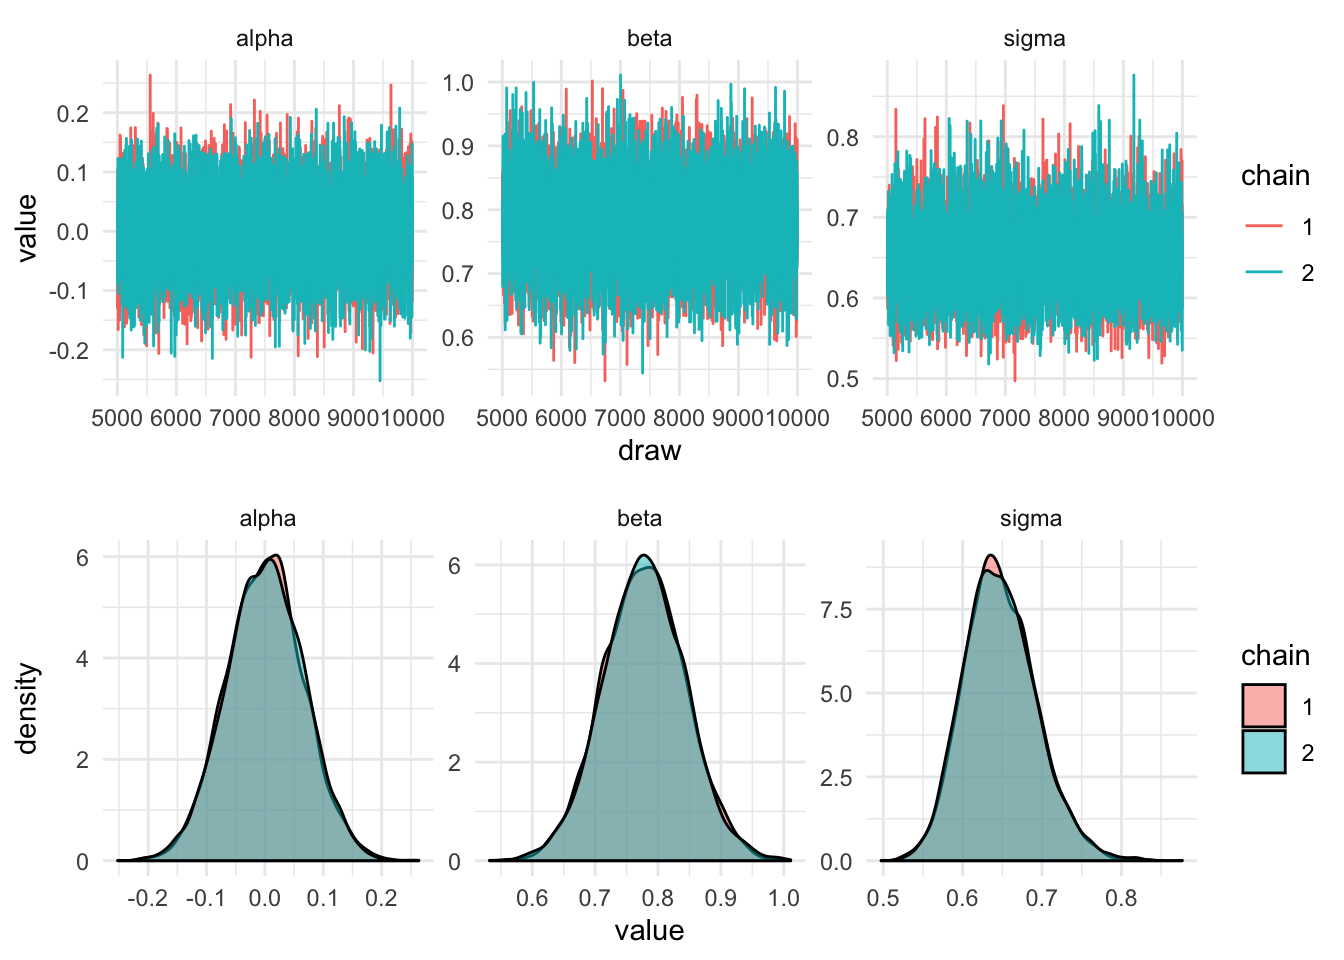 alpha beta sigma
value
0.2
0.1
0.0
-0.1
-0.2
5000 6000 7000 8000 9000 10000
1.0
0.9
0.8
0.7
0.6
5000 6000 7000 8000 9000 10000
0.8
0.7
0.6
0.5
5000 6000 7000 8000 9000 10000
draw
chain
1
2
alpha beta sigma
density
6
4
2
0
-0.2 -0.1 0.0 0.1 0.2
6
4
2
0
0.6 0.7 0.8 0.9 1.0
7.5
5.0
2.5
0.0
0.5 0.6 0.7 0.8
value
chain
1
2